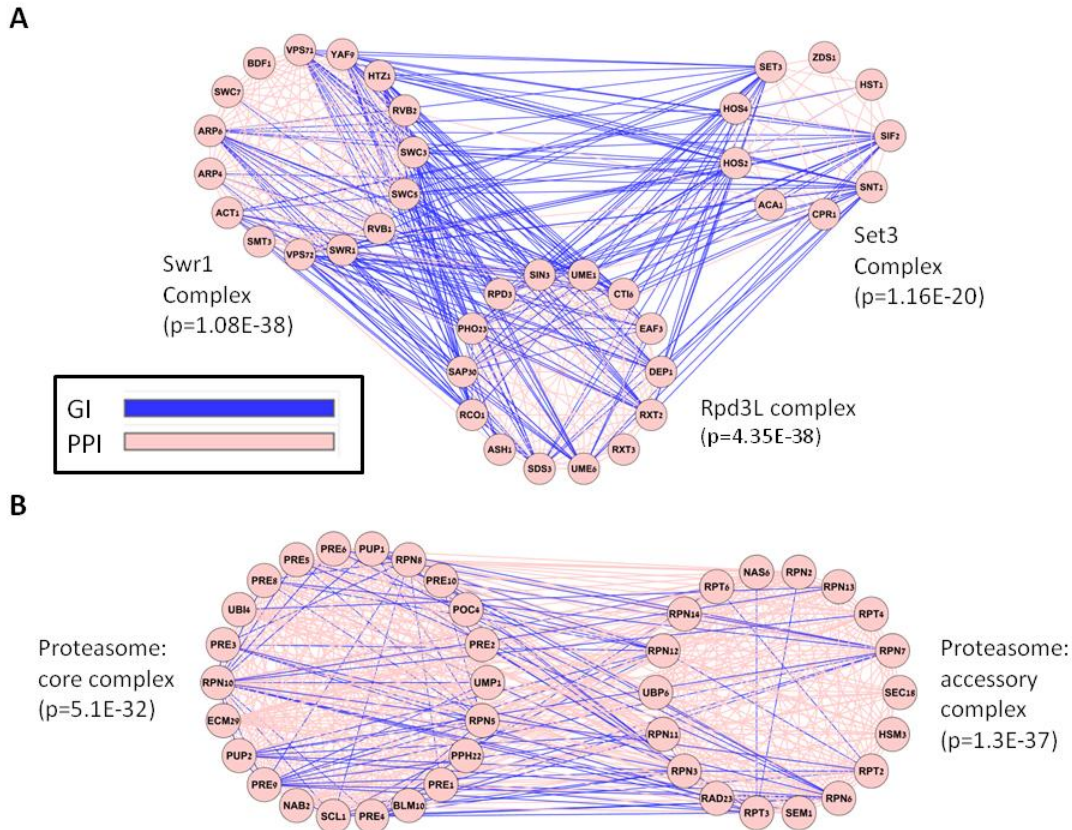 A
VPS71
YAF9
BDF1
HTZ1
SWC7
RVB2
ARP6
SWC3
ARP4
SWC5
ACT1
RVB1
SMT3
VPS72
SWR1
SET3
ZDS1
HST1
HOS4
SIF2
HOS2
SNT1
ACA1
CPR1
Swr1
Complex
(p=1.08E-38)
Set3
Complex
(p=1.16E-20)
SIN3
UME1
RPD3
CTI6
PHO23
EAF3
SAP30
DEP1
RCO1
RXT2
ASH1
RXT3
SDS3
UME6
Rpd3L complex
(p=4.35E-38)
GI
PPI
B
PRE6
PUP1
PRE5
RPN8
PRE8
PRE10
UBI4
POC4
PRE3
PRE2
RPN10
UMP1
ECM29
RPN5
PUP2
PPH22
PRE9
PRE1
NAB2
BLM10
SCL1
PRE4
NAS6
RPN2
RPT6
RPN13
RPN14
RPT4
RPN12
RPN7
UBP6
SEC18
RPN11
HSM3
RPN3
RPT2
RAD23
RPN6
RPT3
SEM1
Proteasome:
core complex
(p=5.1E-32)
Proteasome:
accessory
complex
(p=1.3E-37)